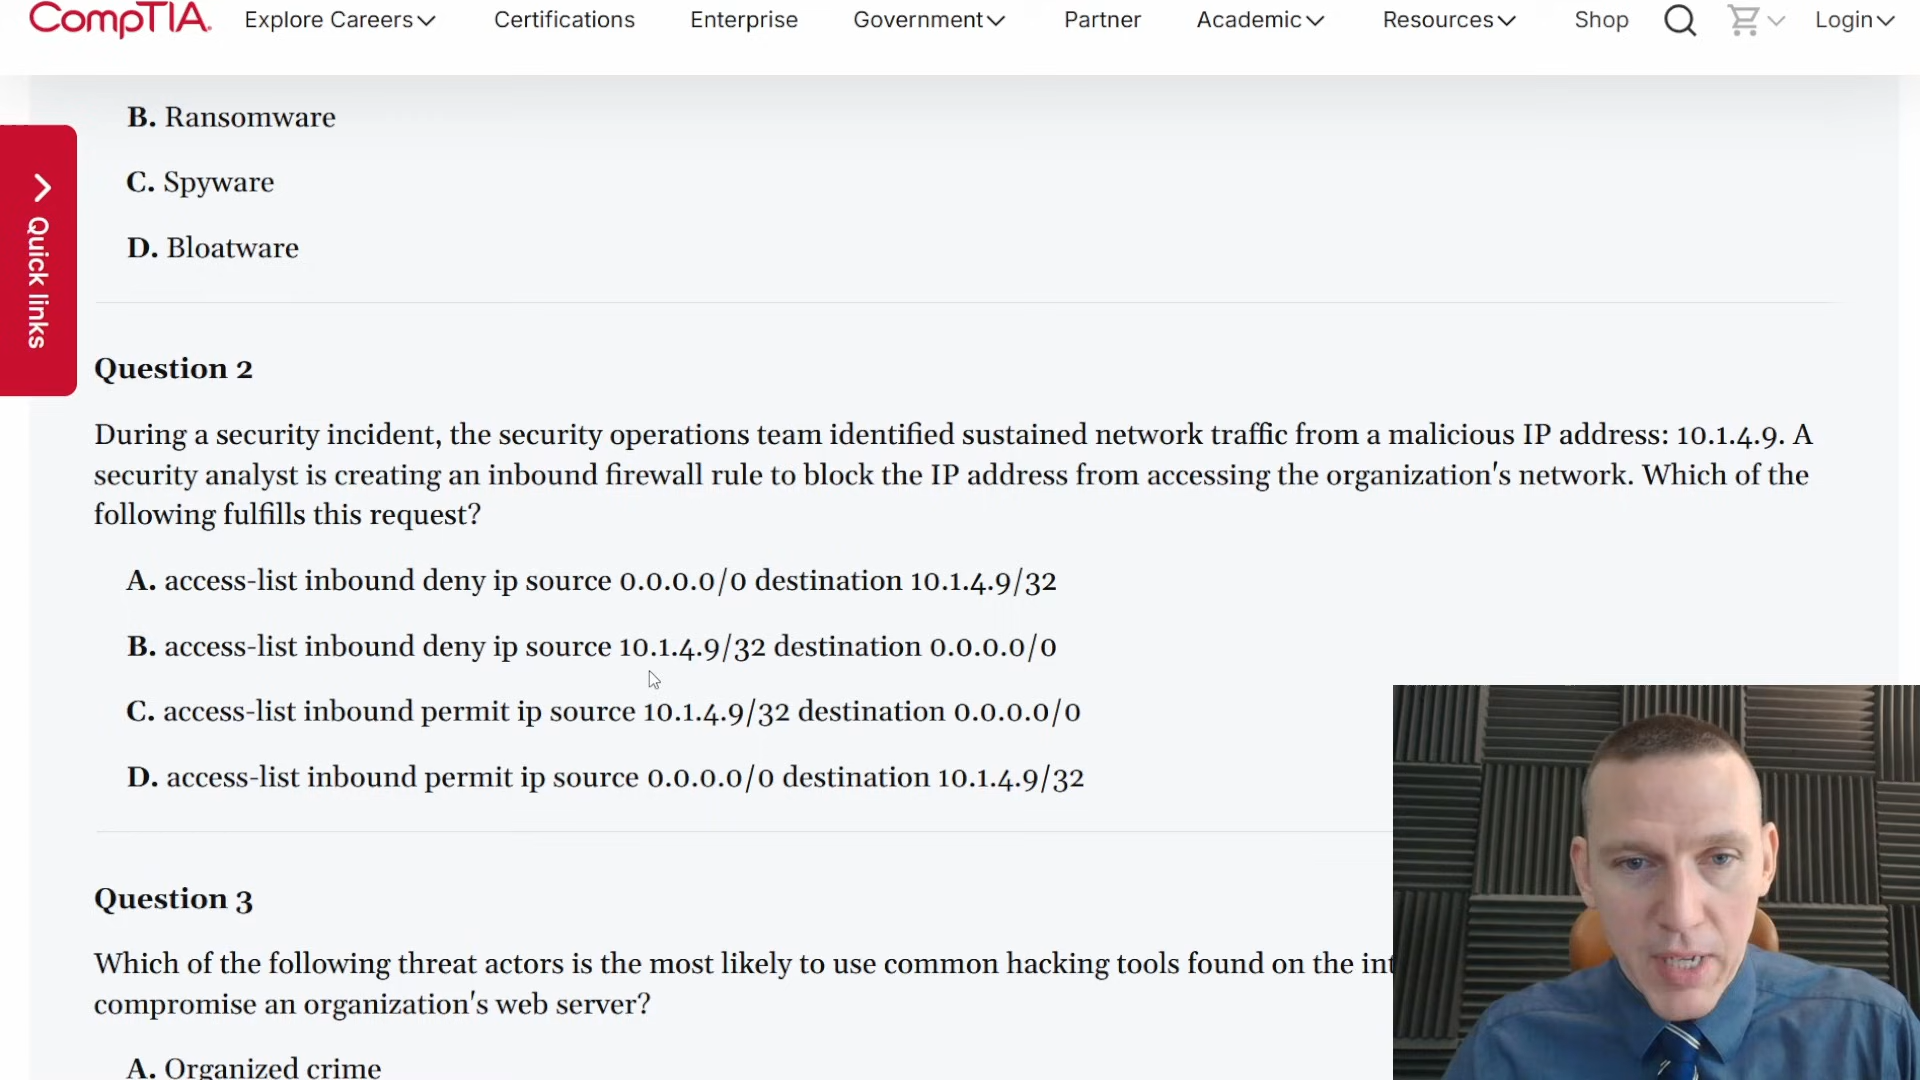 CompTIA.
Explore Careers Certifications Enterprise Government Partner Academic Resources Shop Login
B. Ransomware
C. Spyware
D. Bloatware
Quick links
Question 2
During a security incident, the security operations team identified sustained network traffic from a malicious IP address: 10.1.4.9. A
security analyst is creating an inbound firewall rule to block the IP address from accessing the organization's network. Which of the
following fulfills this request?
A. access-list inbound deny ip source 0.0.0.0/0 destination 10.1.4.9/32
B. access-list inbound deny ip source 10.1.4.9/32 destination 0.0.0.0/0
C. access-list inbound permit ip source 10.1.4.9/32 destination 0.0.0.0/0
D. access-list inbound permit ip source 0.0.0.0/0 destination 10.1.4.9/32
Question 3
Which of the following threat actors is the most likely to use common hacking tools found on the
compromise an organization's web server?
A. Organized crime